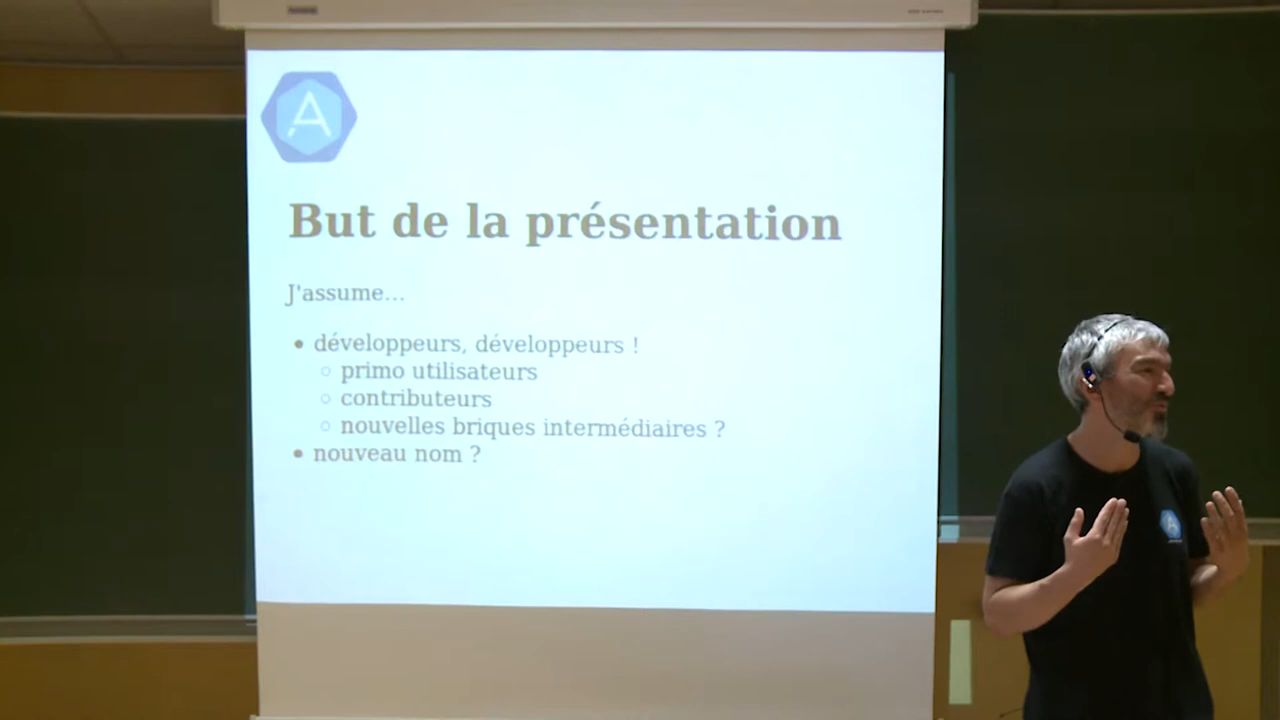 A
But de la présentation
J'assume...
développeurs, développeurs !
primo utilisateurs
contributeurs
nouvelles briques intermédiaires ?
nouveau nom ?
A